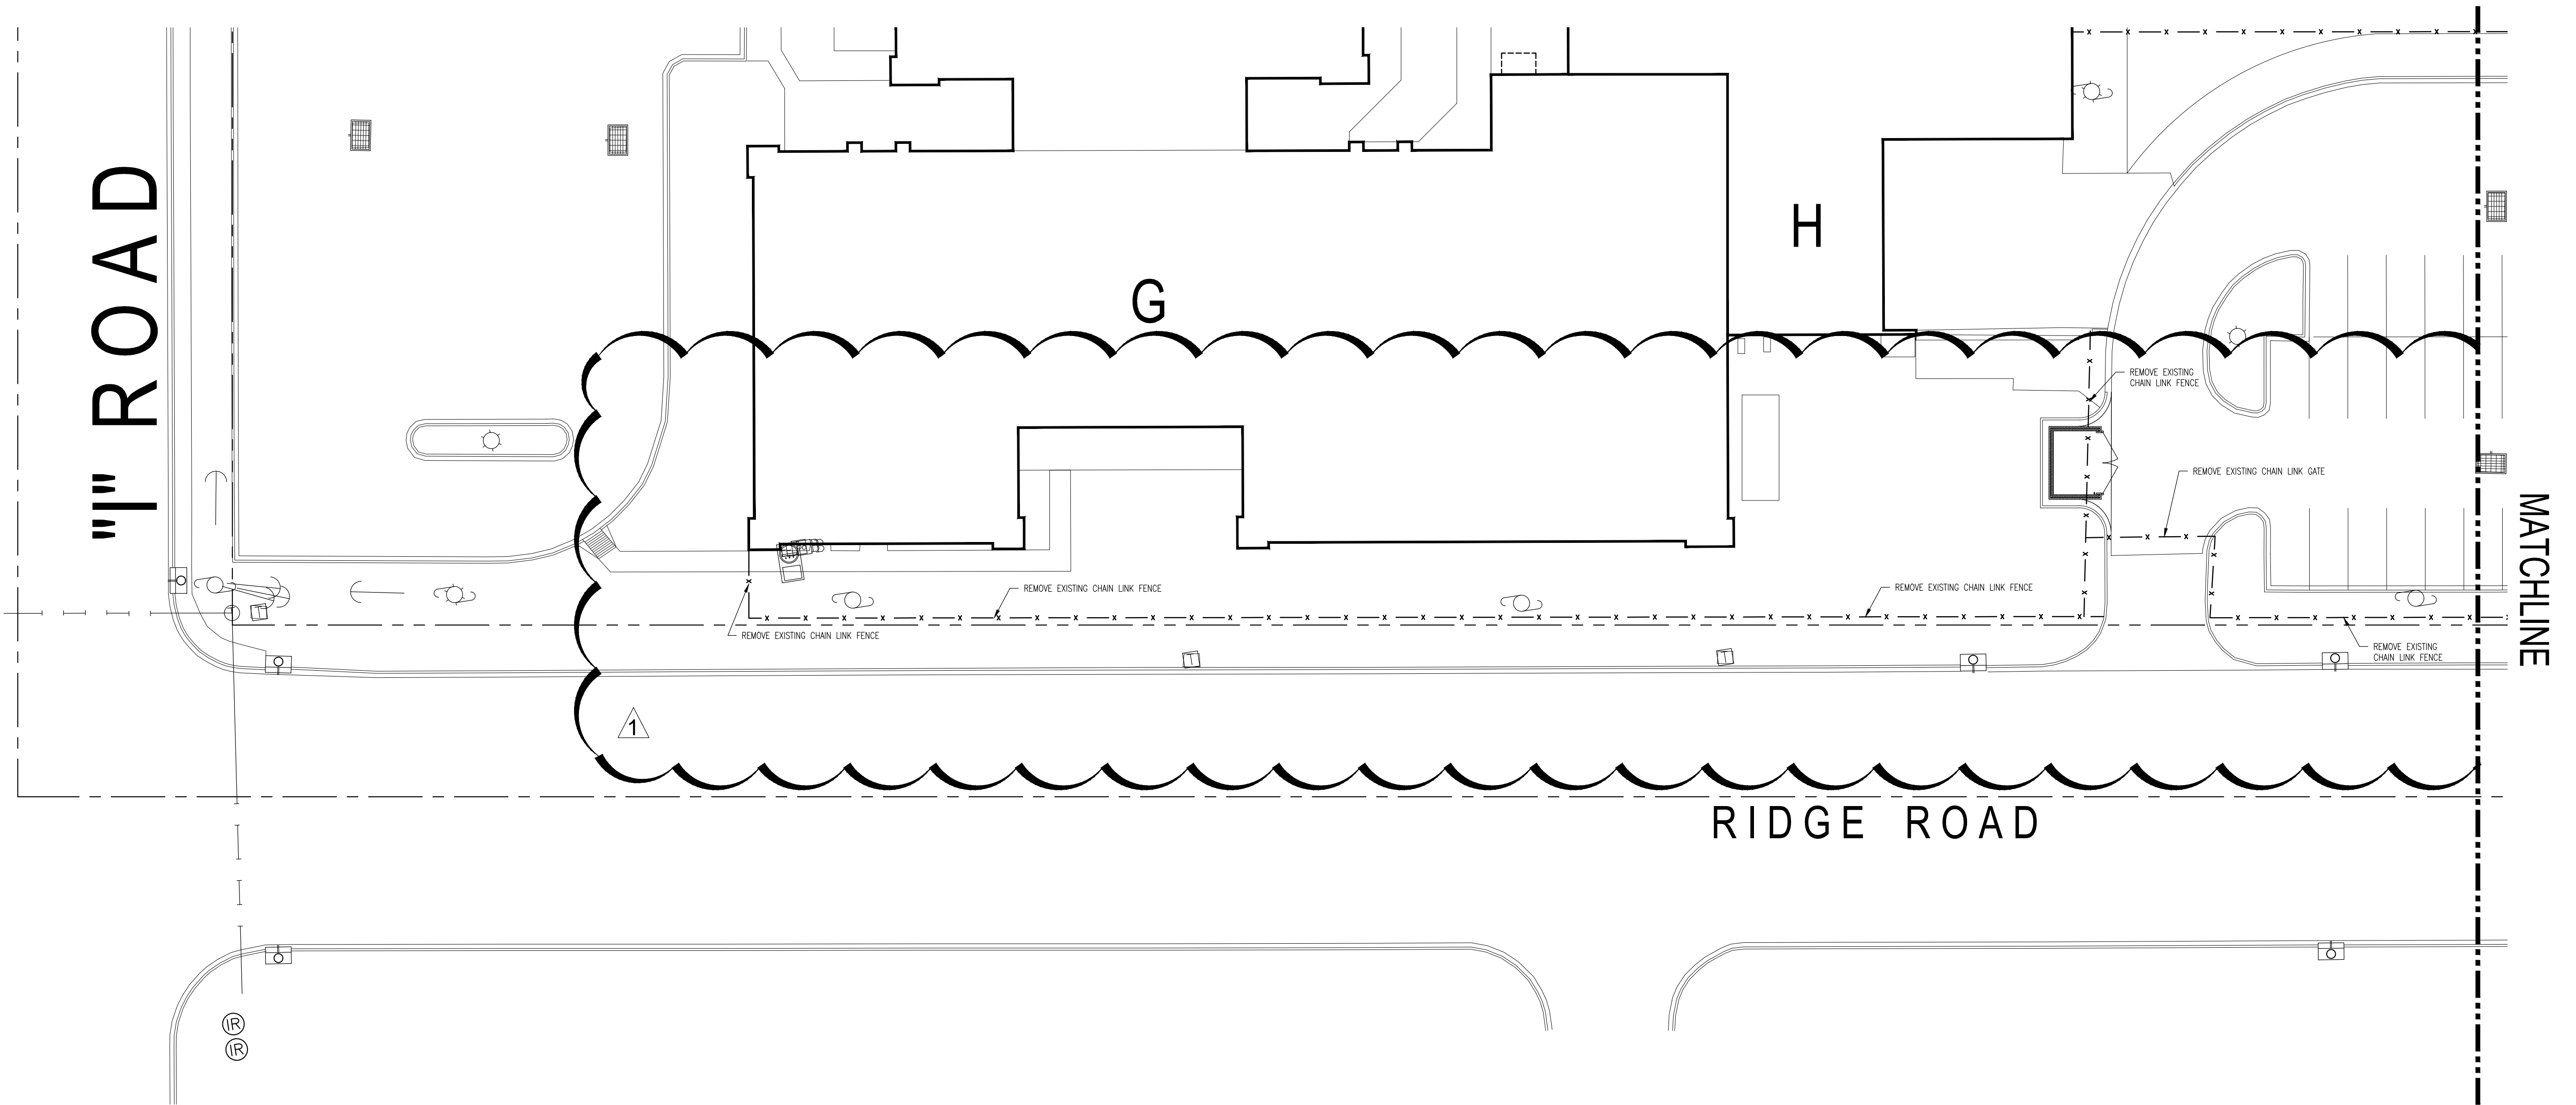 "I" ROAD
G
H
REMOVE EXISTING
CHAIN LINK FENCE
REMOVE EXISTING CHAIN LINK GATE
MATCHLINE
REMOVE EXISTING CHAIN LINK FENCE
REMOVE EXISTING CHAIN LINK FENCE
REMOVE EXISTING CHAIN LINK FENCE
REMOVE EXISTING
CHAIN LINK FENCE
T
T
1
RIDGE ROAD
IR
IR